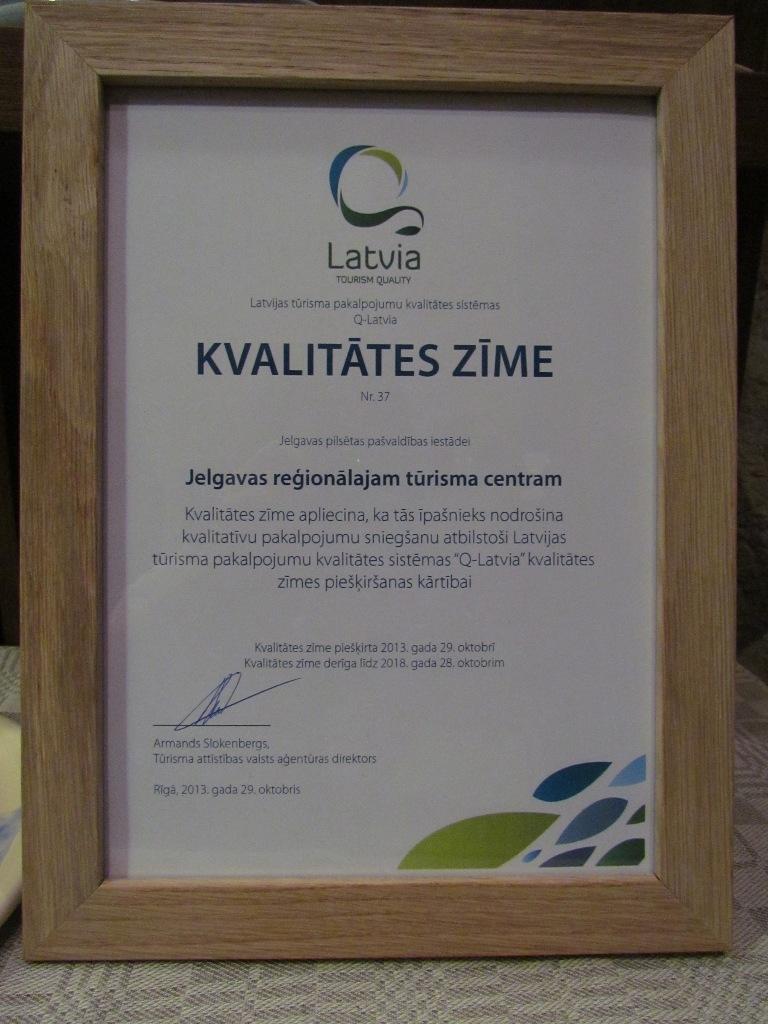 Latvia
TOURISM QUALITY
Latvijas tūrisma pakalpojumu kvalitātes sistēmas
Q-Latvia
KVALITĀTES ZĪME
Nr. 37
Jelgavas pilsētas pašvaldības iestādei
Jelgavas reģionālajam tūrisma centram
Kvalitātes zīme apliecina, ka tās īpašnieks nodrošina
kvalitatīvu pakalpojumu sniegšanu atbilstoši Latvijas
tūrisma pakalpojumu kvalitātes sistēmas “Q-Latvia” kvalitātes
zīmes piešķiršanas kārtībai
Kvalitātes zīme piešķirta 2013. gada 29. oktobrī
Kvalitātes zīme derīga līdz 2018. gada 28. oktobrim
Armands Slokenbergs,
Tūrisma attīstības valsts aģentūras direktors
Rīgā, 2013. gada 29. oktobris